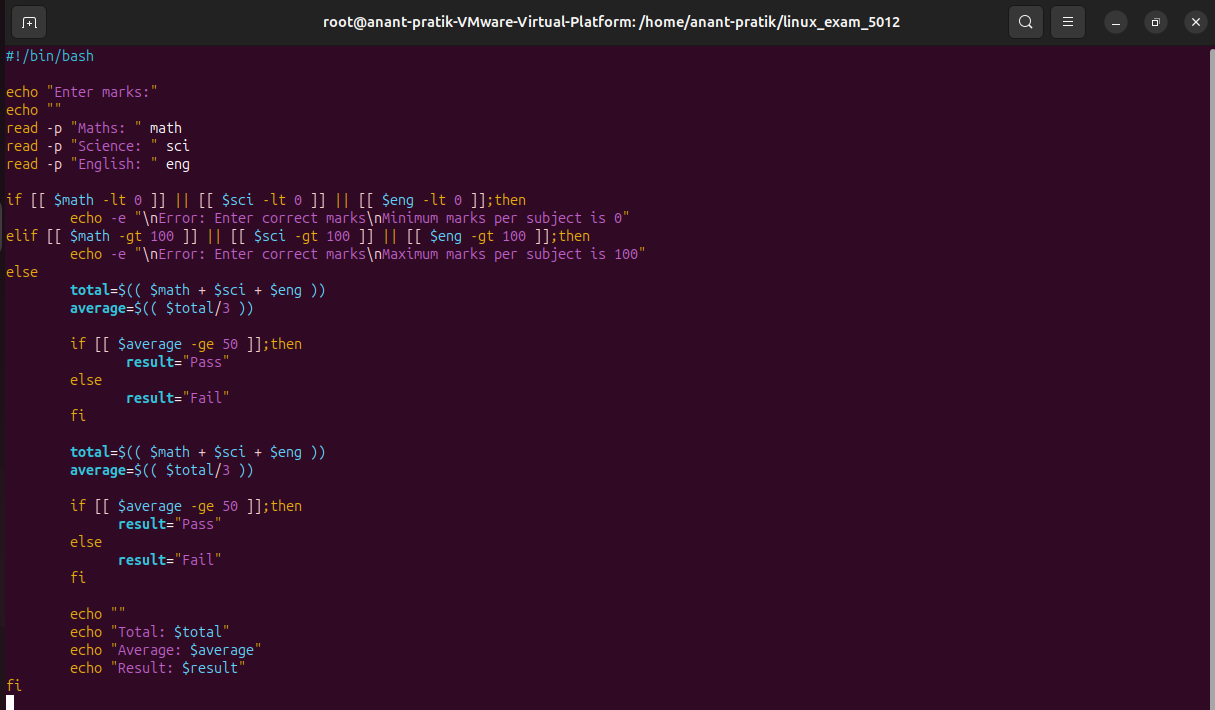 root@anant-pratik-VMware-Virtual-Platform: /home/anant-pratik/linux_exam_5012
#!/bin/bash

echo "Enter marks:"
echo ""
read -p "Maths: " math
read -p "Science: " sci
read -p "English: " eng

if [[ $math -lt 0 ]] || [[ $sci -lt 0 ]] || [[ $eng -lt 0 ]];then
        echo -e "\nError: Enter correct marks\nMinimum marks per subject is 0"
elif [[ $math -gt 100 ]] || [[ $sci -gt 100 ]] || [[ $eng -gt 100 ]];then
        echo -e "\nError: Enter correct marks\nMaximum marks per subject is 100"
else
        total=$(( $math + $sci + $eng ))
        average=$(( $total/3 ))

        if [[ $average -ge 50 ]];then
               result="Pass"
        else
               result="Fail"
        fi

        total=$(( $math + $sci + $eng ))
        average=$(( $total/3 ))

        if [[ $average -ge 50 ]];then
              result="Pass"
        else
              result="Fail"
        fi

        echo ""
        echo "Total: $total"
        echo "Average: $average"
        echo "Result: $result"
fi